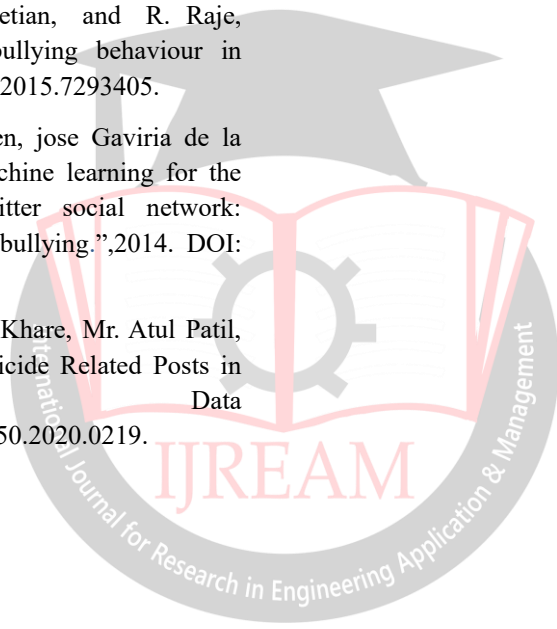 etian, and R. Raje,
bullying behaviour in
2015.7293405.
en, jose Gaviria de la
chine learning for the
itter social network:
bullying.”,2014. DOI:
Khare, Mr. Atul Patil,
icide Related Posts in
Data
50.2020.0219.
IJREAM
International Journal for Research in Engineering Application & Management